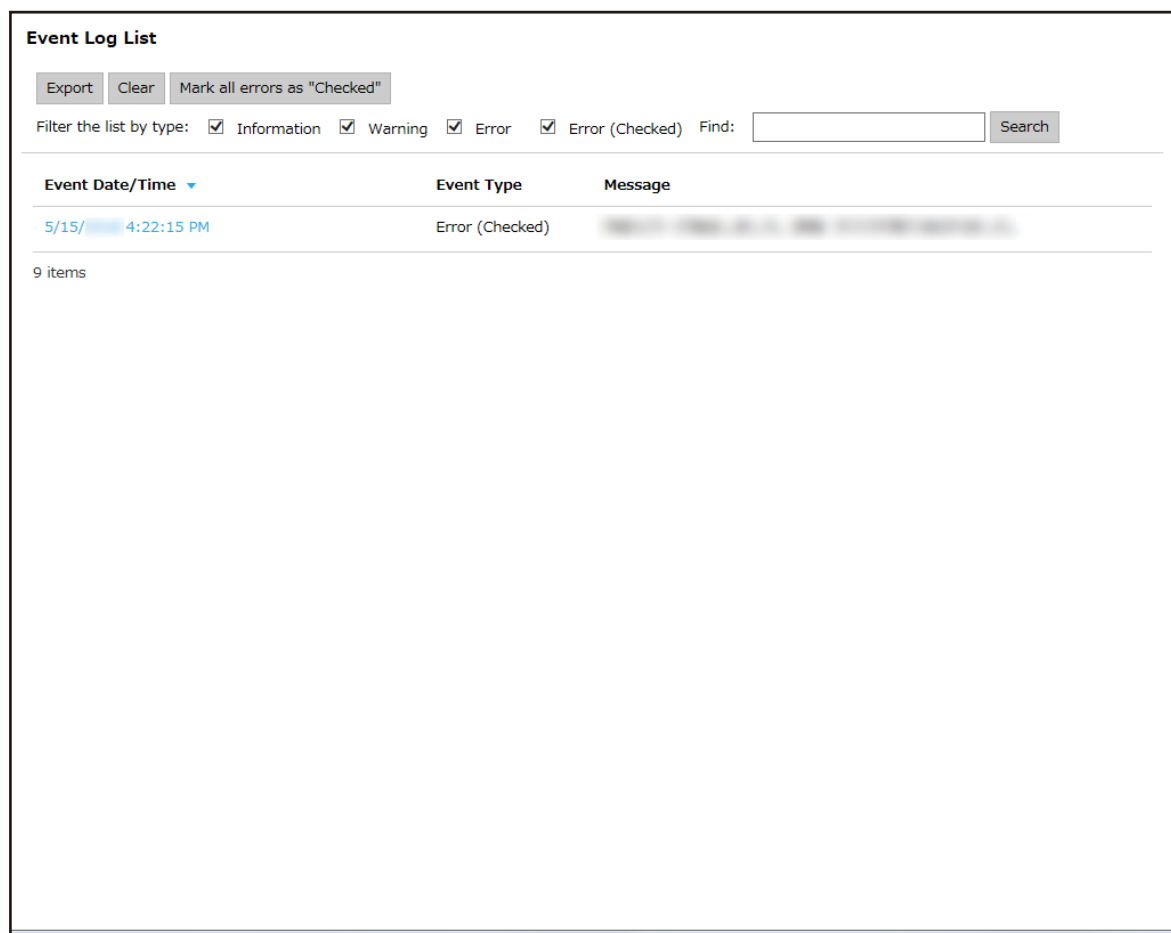 Event Log List
Export Clear Mark all errors as "Checked"
Filter the list by type: Information Warning Error Error (Checked) Find: Search
Event Date/Time Event Type Message
5/15/ 4:22:15 PM Error (Checked)
9 items